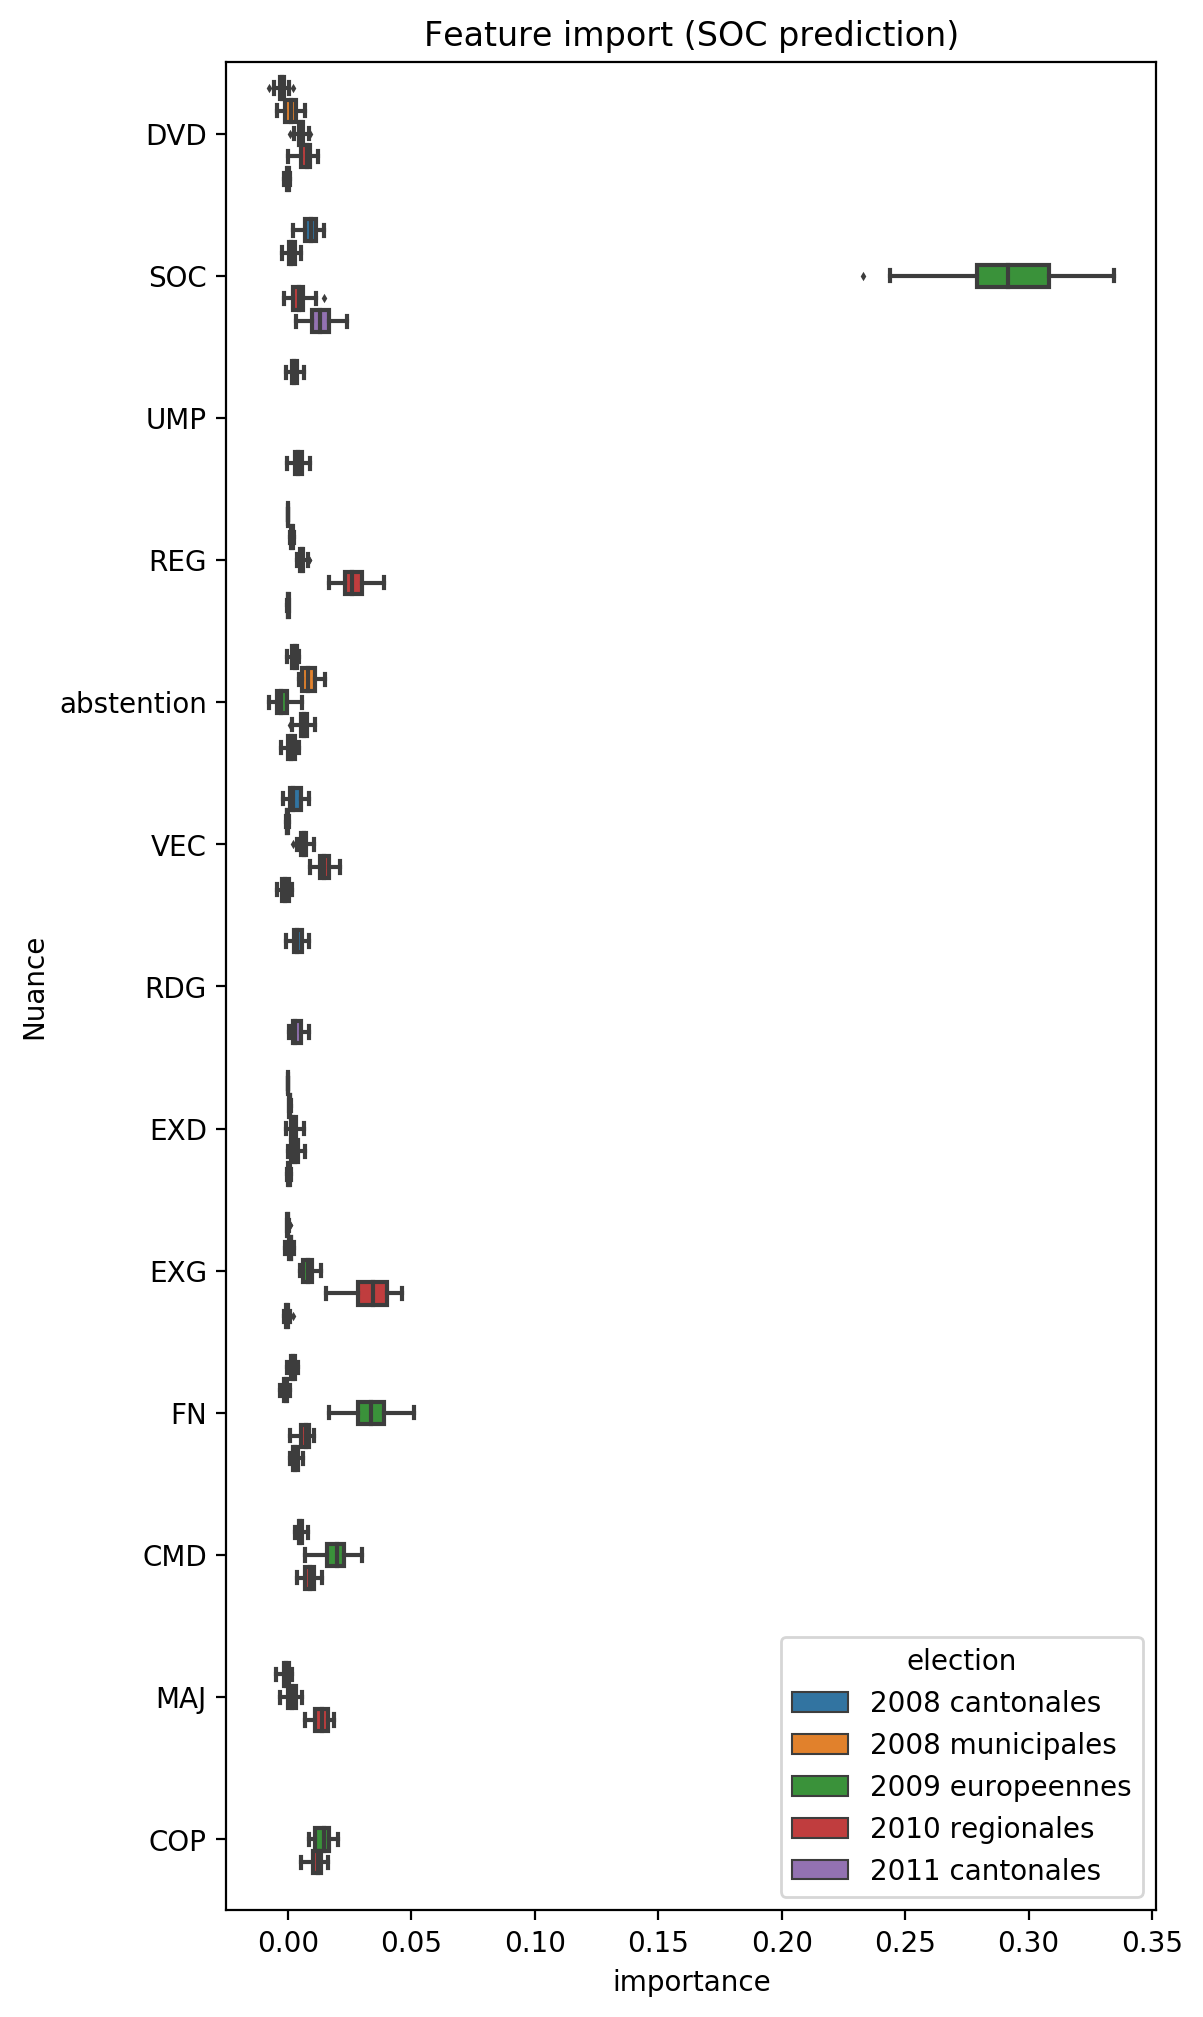 Feature import (SOC prediction)
DVD
SOC
UMP
REG
abstention
VEC
RDG
EXD
EXG
FN
CMD
MAJ
COP
Nuance
election
2008 cantonales
2008 municipales
2009 europeennes
2010 regionales
2011 cantonales
0.00 0.05 0.10 0.15 0.20 0.25 0.30 0.35
importance